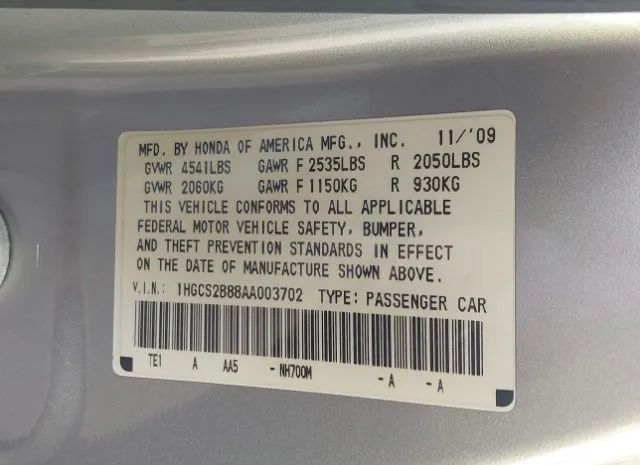 MFD. BY HONDA OF AMERICA MFG., INC. 11/'09
GVWR 4541LBS GAWR F 2535LBS R 2050LBS
GVWR 2060KG GAWR F 1150KG R 930KG
THIS VEHICLE CONFORMS TO ALL APPLICABLE
FEDERAL MOTOR VEHICLE SAFETY, BUMPER,
AND THEFT PREVENTION STANDARDS IN EFFECT
ON THE DATE OF MANUFACTURE SHOWN ABOVE.
V.I.N.: 1HGCS2B88AA003702 TYPE: PASSENGER CAR
TE1 A AA5 - NH700M - A - A